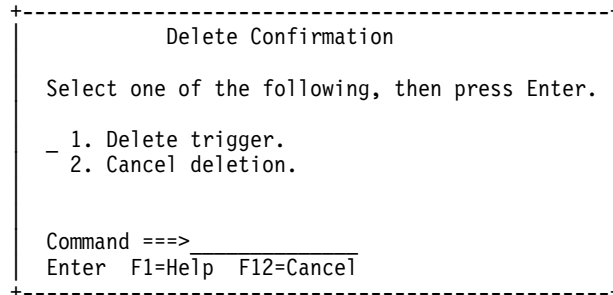 Delete Confirmation
Select one of the following, then press Enter.
_ 1. Delete trigger.
2. Cancel deletion.
Command ===>______________
Enter F1=Help F12=Cancel